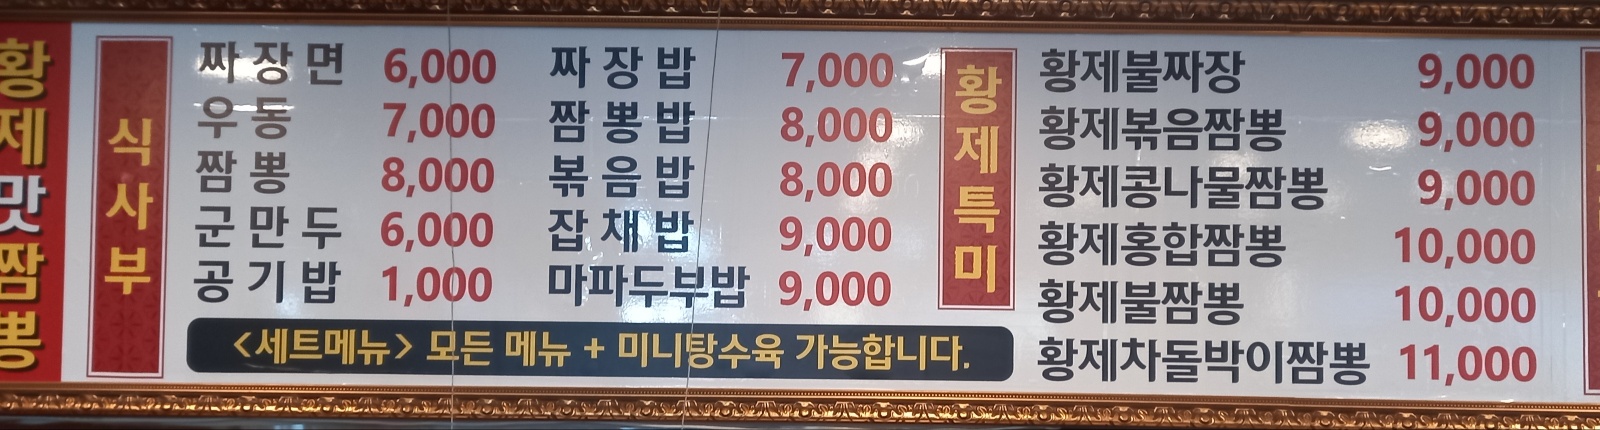 황제맛짬뽕
식사부
짜장면 6,000
우동 7,000
짬뽕 8,000
군만두 6,000
공기밥 1,000
짜장밥 7,000
짬뽕밥 8,000
볶음밥 8,000
잡채밥 9,000
마파두부밥 9,000
<세트메뉴> 모든 메뉴 + 미니탕수육 가능합니다.
황제특미
황제불짜장 9,000
황제볶음짬뽕 9,000
황제콩나물짬뽕 9,000
황제홍합짬뽕 10,000
황제불짬뽕 10,000
황제차돌박이짬뽕 11,000